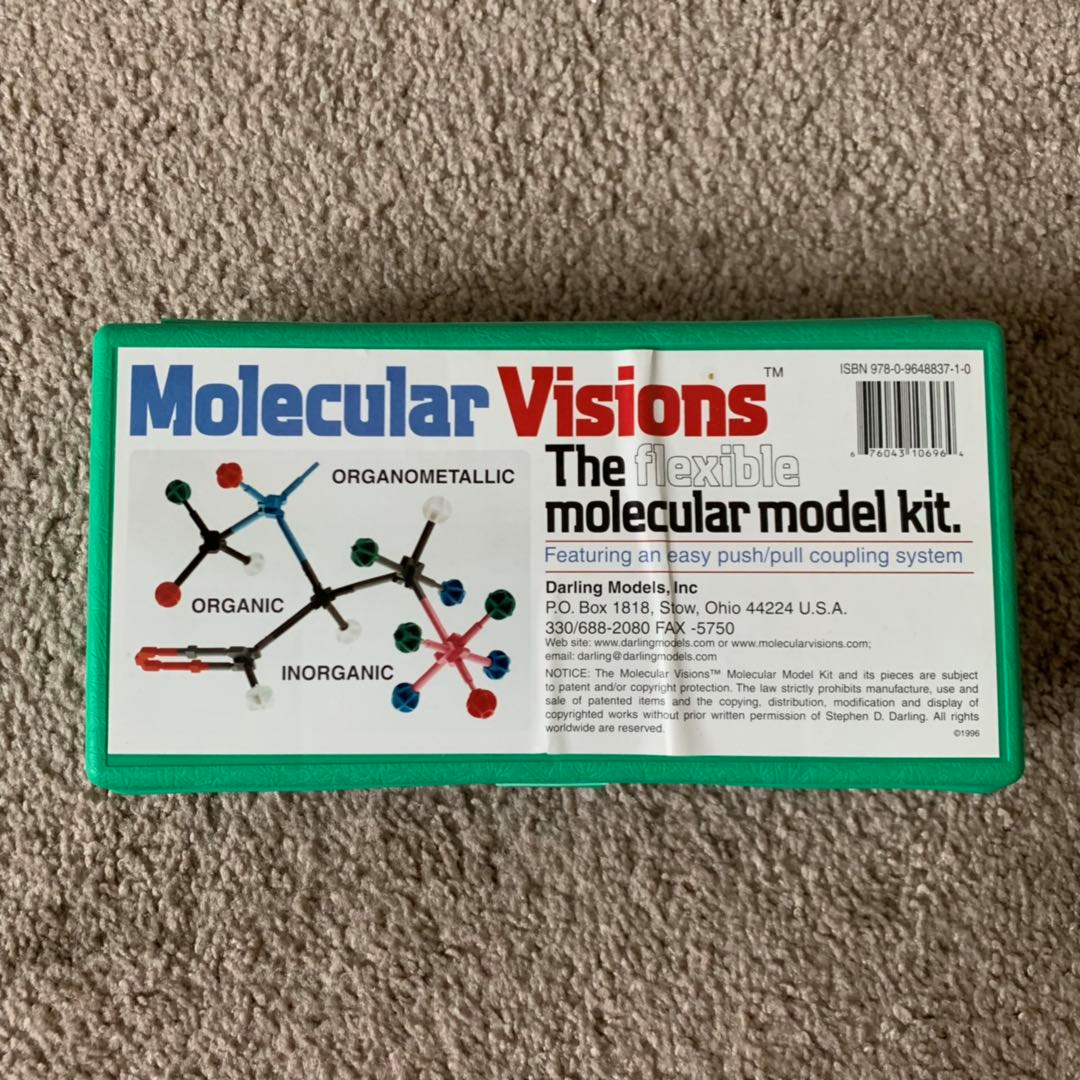 Molecular Visions™
ISBN 978-0-9648837-1-0
6 76043 10696 4
The flexible
molecular model kit.
Featuring an easy push/pull coupling system
ORGANOMETALLIC
ORGANIC
INORGANIC
Darling Models, Inc
P.O. Box 1818, Stow, Ohio 44224 U.S.A.
330/688-2080 FAX -5750
Web site: www.darlingmodels.com or www.molecularvisions.com;
email: darling@darlingmodels.com
NOTICE: The Molecular Visions™ Molecular Model Kit and its pieces are subject
to patent and/or copyright protection. The law strictly prohibits manufacture, use and
sale of patented items and the copying, distribution, modification and display of
copyrighted works without prior written permission of Stephen D. Darling. All rights
worldwide are reserved.
©1996